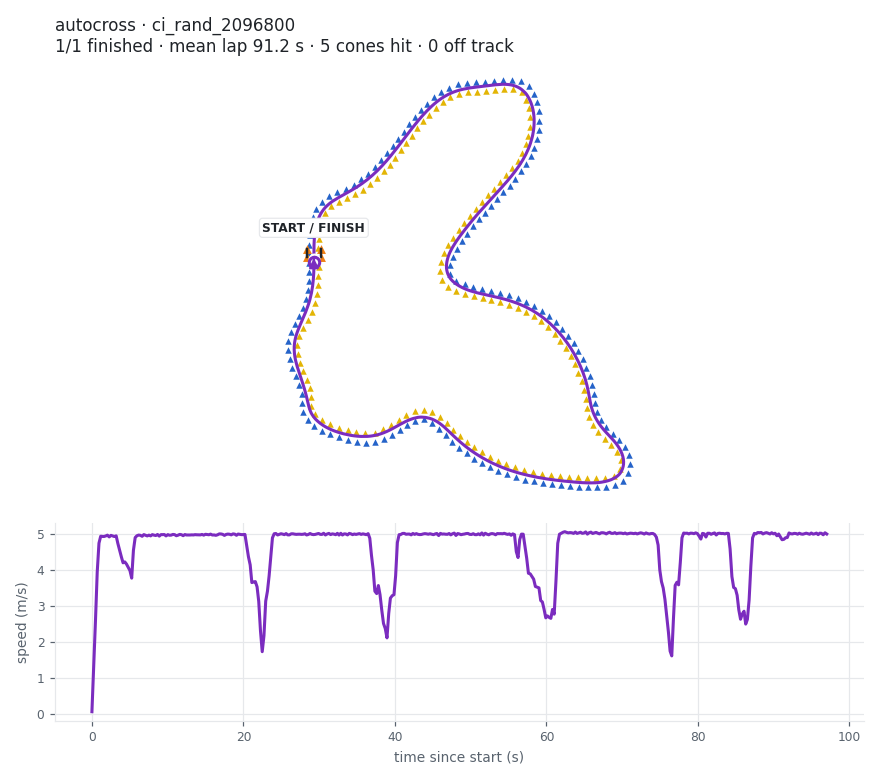 autocross · ci_rand_2096800
1/1 finished · mean lap 91.2 s · 5 cones hit · 0 off track
START / FINISH
5
4
3
2
1
0
speed (m/s)
0 20 40 60 80 100
time since start (s)